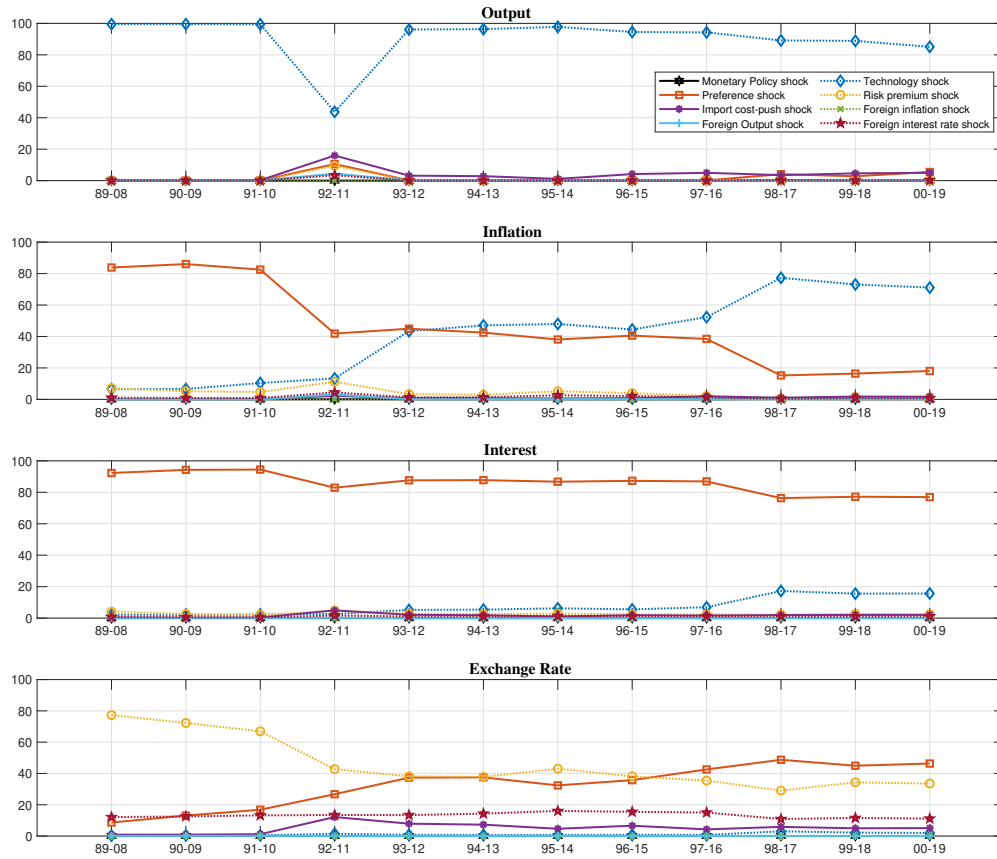 Output
100
80
60
40
20
0
Monetary Policy shock
Preference shock
Import cost-push shock
Foreign Output shock
Technology shock
Risk premium shock
Foreign inflation shock
Foreign interest rate shock
89-08 90-09 91-10 92-11 93-12 94-13 95-14 96-15 97-16 98-17 99-18 00-19
Inflation
100
80
60
40
20
0
89-08 90-09 91-10 92-11 93-12 94-13 95-14 96-15 97-16 98-17 99-18 00-19
Interest
100
80
60
40
20
0
89-08 90-09 91-10 92-11 93-12 94-13 95-14 96-15 97-16 98-17 99-18 00-19
Exchange Rate
100
80
60
40
20
0
89-08 90-09 91-10 92-11 93-12 94-13 95-14 96-15 97-16 98-17 99-18 00-19